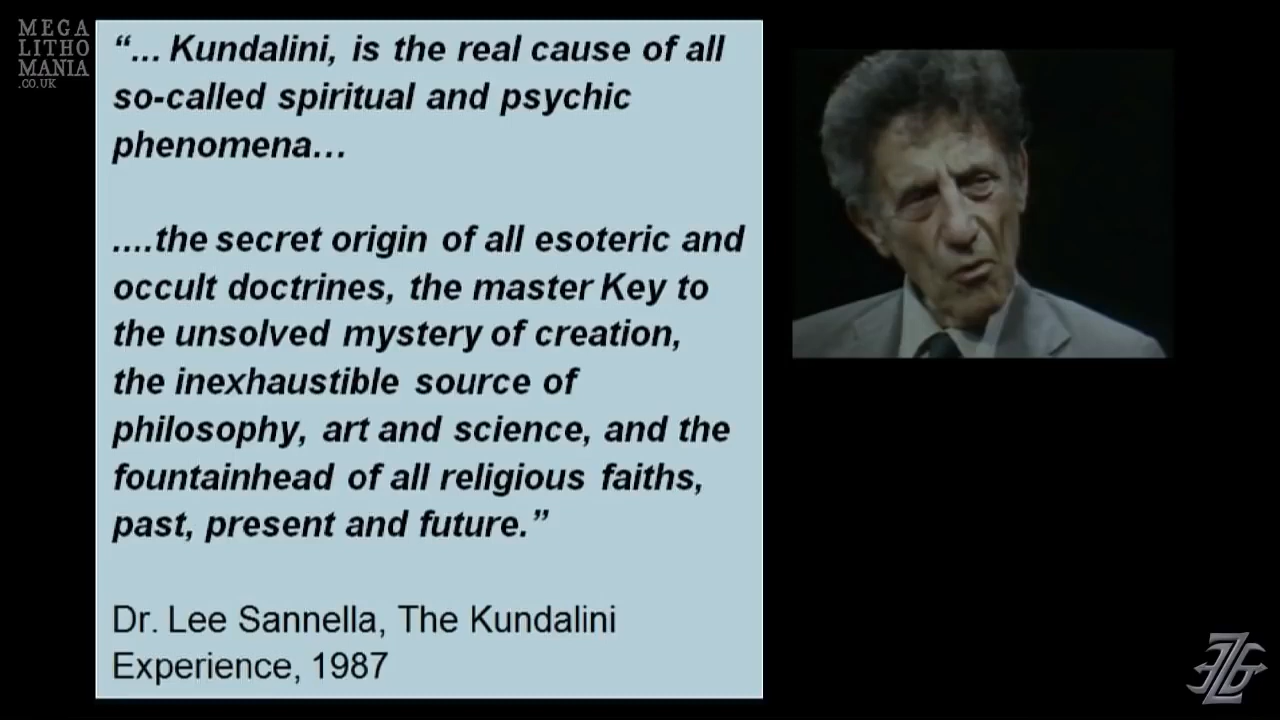 MEGA
LITHO
MANIA
.CO.UK
“... Kundalini, is the real cause of all
so-called spiritual and psychic
phenomena...
....the secret origin of all esoteric and
occult doctrines, the master Key to
the unsolved mystery of creation,
the inexhaustible source of
philosophy, art and science, and the
fountainhead of all religious faiths,
past, present and future.”
Dr. Lee Sannella, The Kundalini
Experience, 1987